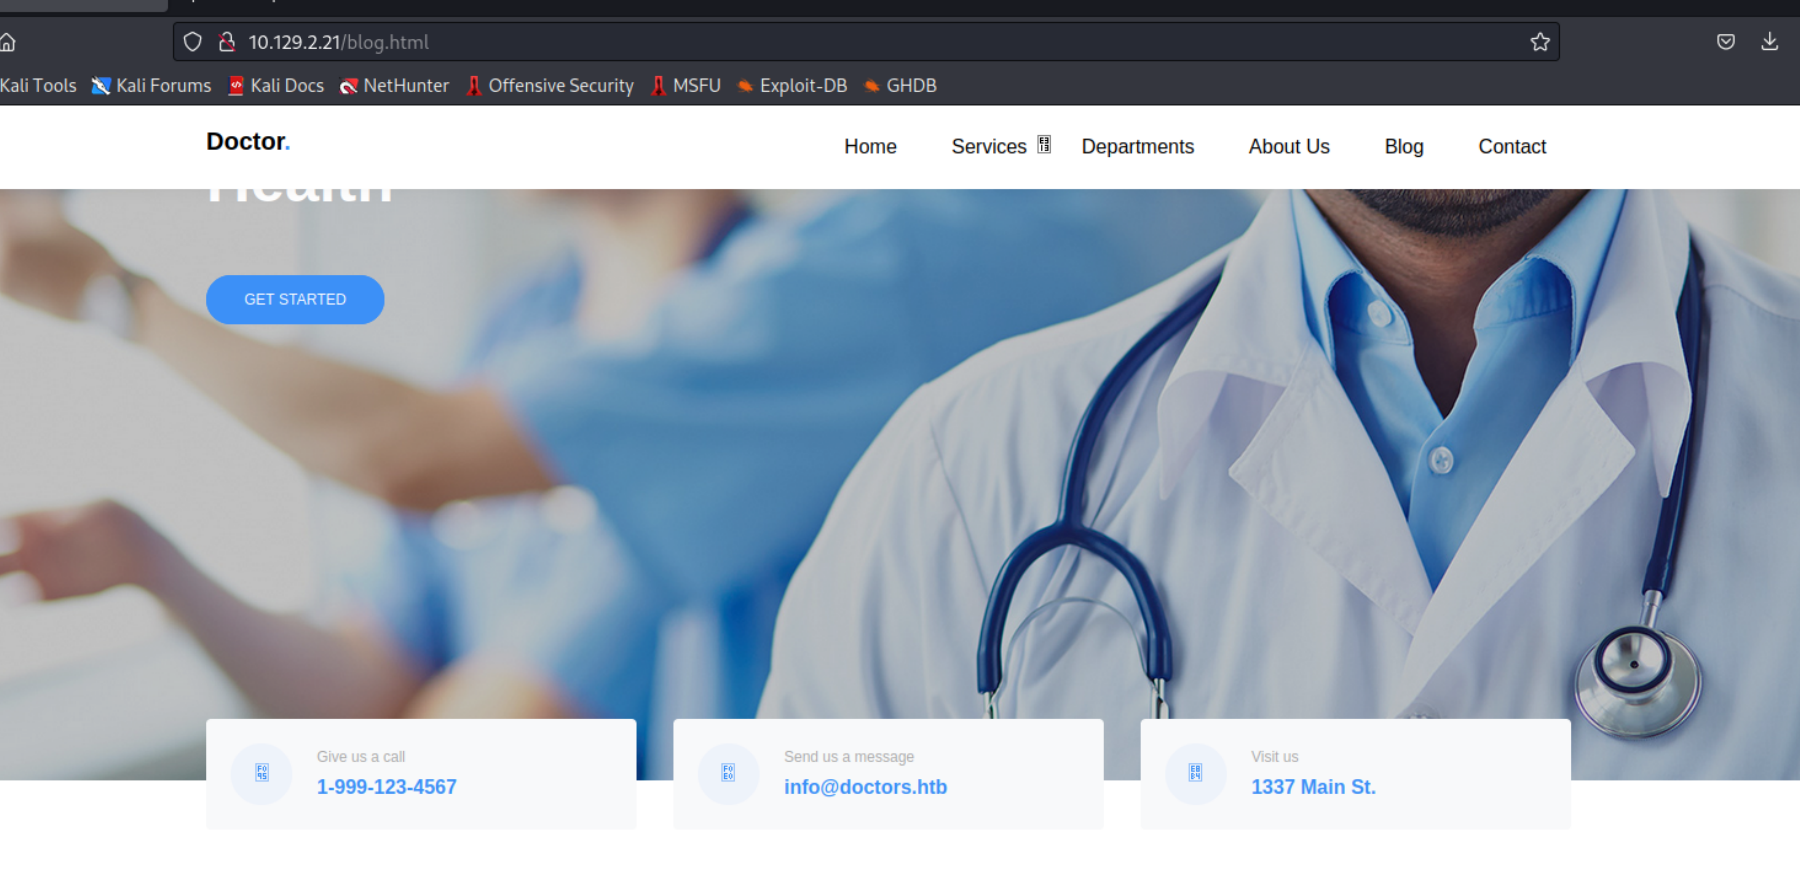 10.129.2.21/blog.html
Kali Tools Kali Forums Kali Docs NetHunter Offensive Security MSFU Exploit-DB GHDB
Doctor.
Home Services Departments About Us Blog Contact
Health
GET STARTED
Give us a call
1-999-123-4567
Send us a message
info@doctors.htb
Visit us
1337 Main St.